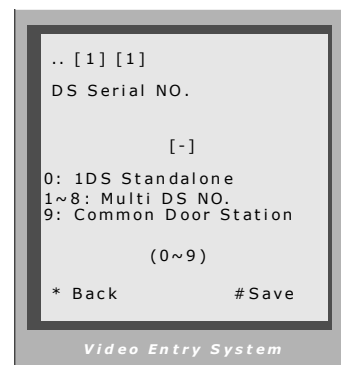 .. [1] [1]
DS Serial NO.
[-]
0: 1DS Standalone
1~8: Multi DS NO.
9: Common Door Station
(0~9)
* Back #Save
Video Entry System